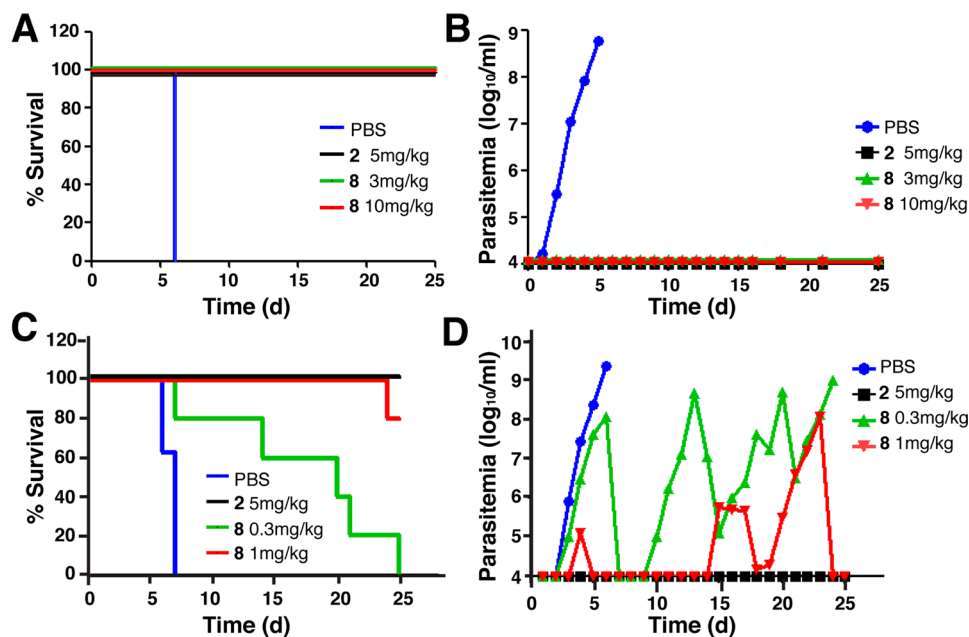 A
120
100
80
60
40
20
0
% Survival
0 5 10 15 20 25
Time (d)
PBS
2 5mg/kg
8 3mg/kg
8 10mg/kg
B
9
8
7
6
5
4
Parasitemia (log₁₀/ml)
0 5 10 15 20 25
Time (d)
PBS
2 5mg/kg
8 3mg/kg
8 10mg/kg
C
120
100
80
60
40
20
0
% Survival
0 5 10 15 20 25
Time (d)
PBS
2 5mg/kg
8 0.3mg/kg
8 1mg/kg
D
10
9
8
7
6
5
4
Parasitemia (log₁₀/ml)
0 5 10 15 20 25
Time (d)
PBS
2 5mg/kg
8 0.3mg/kg
8 1mg/kg